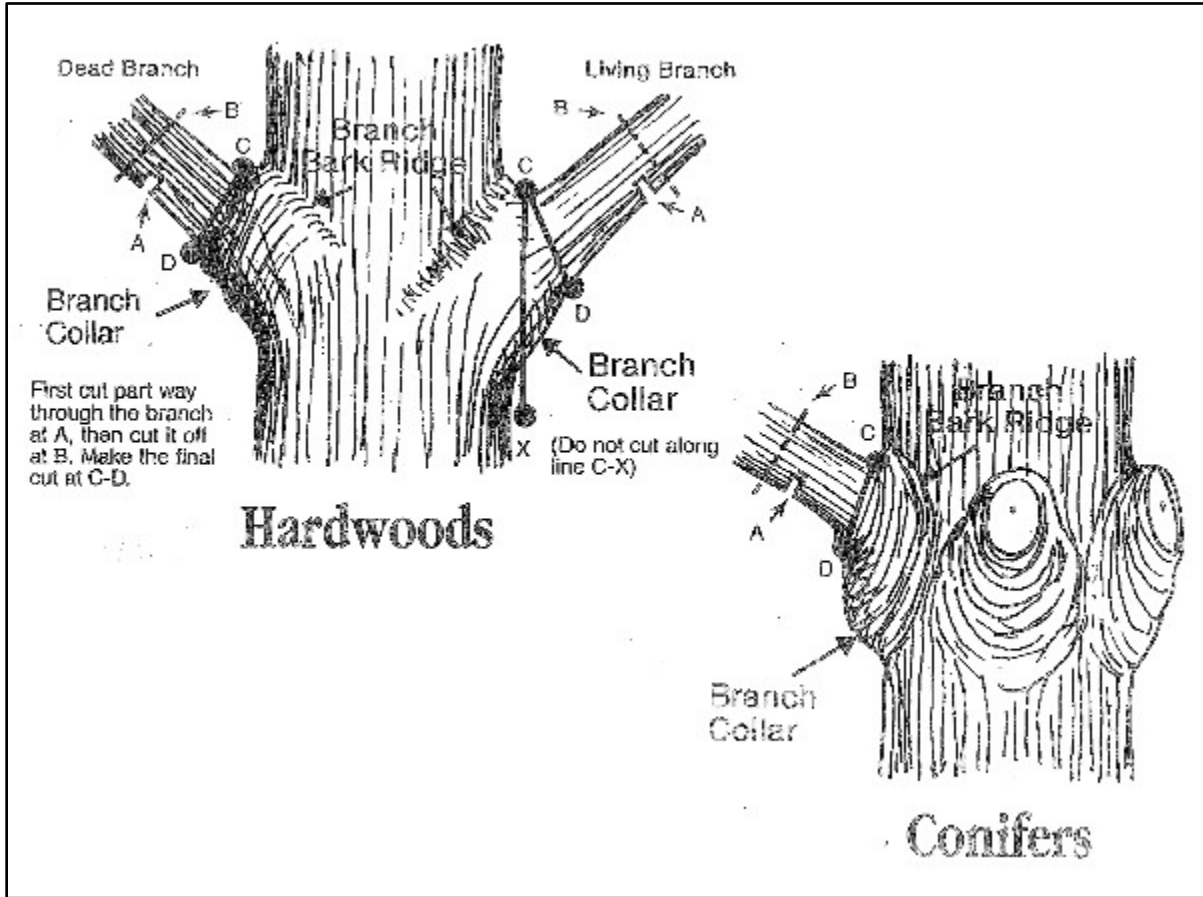 Dead Branch
Living Branch
B
B
C
Branch
Bark Ridge
C
A
A
D
D
Branch
Collar
Branch
Collar
First cut part way
through the branch
at A, then cut it off
at B. Make the final
cut at C-D.
X
(Do not cut along
line C-X)
Hardwoods
B
C
Branch
Bark Ridge
A
D
Branch
Collar
Conifers